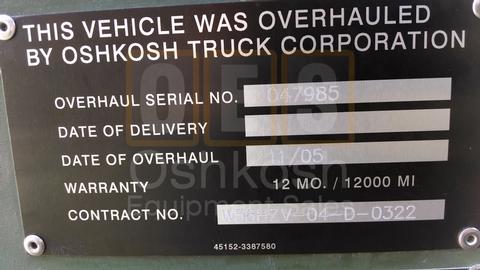 THIS VEHICLE WAS OVERHAULED
BY OSHKOSH TRUCK CORPORATION
OES
OVERHAUL SERIAL NO. 047985
DATE OF DELIVERY
DATE OF OVERHAUL 11/05
Oshkosh
WARRANTY 12 MO. / 12000 MI
Equipment Sales
CONTRACT NO. 04-D-0322
45152-3387580